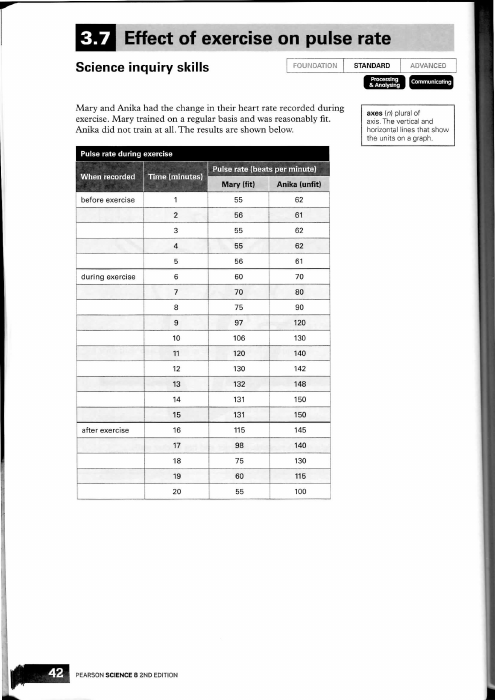 3.7 Effect of exercise on pulse rate
Science inquiry skills
FOUNDATION STANDARD ADVANCED
Processing & Analysing Communicating
Mary and Anika had the change in their heart rate recorded during
exercise. Mary trained on a regular basis and was reasonably fit.
Anika did not train at all. The results are shown below.
axes (n) plural of
axis. The vertical and
horizontal lines that show
the units on a graph.
Pulse rate during exercise
When recorded Time (minutes) Pulse rate (beats per minute)
Mary (fit) Anika (unfit)
before exercise 1 55 62
2 56 61
3 55 62
4 55 62
5 56 61
during exercise 6 60 70
7 70 80
8 75 90
9 97 120
10 106 130
11 120 140
12 130 142
13 132 148
14 131 150
15 131 150
after exercise 16 115 145
17 98 140
18 75 130
19 60 115
20 55 100
42 PEARSON SCIENCE 8 2ND EDITION